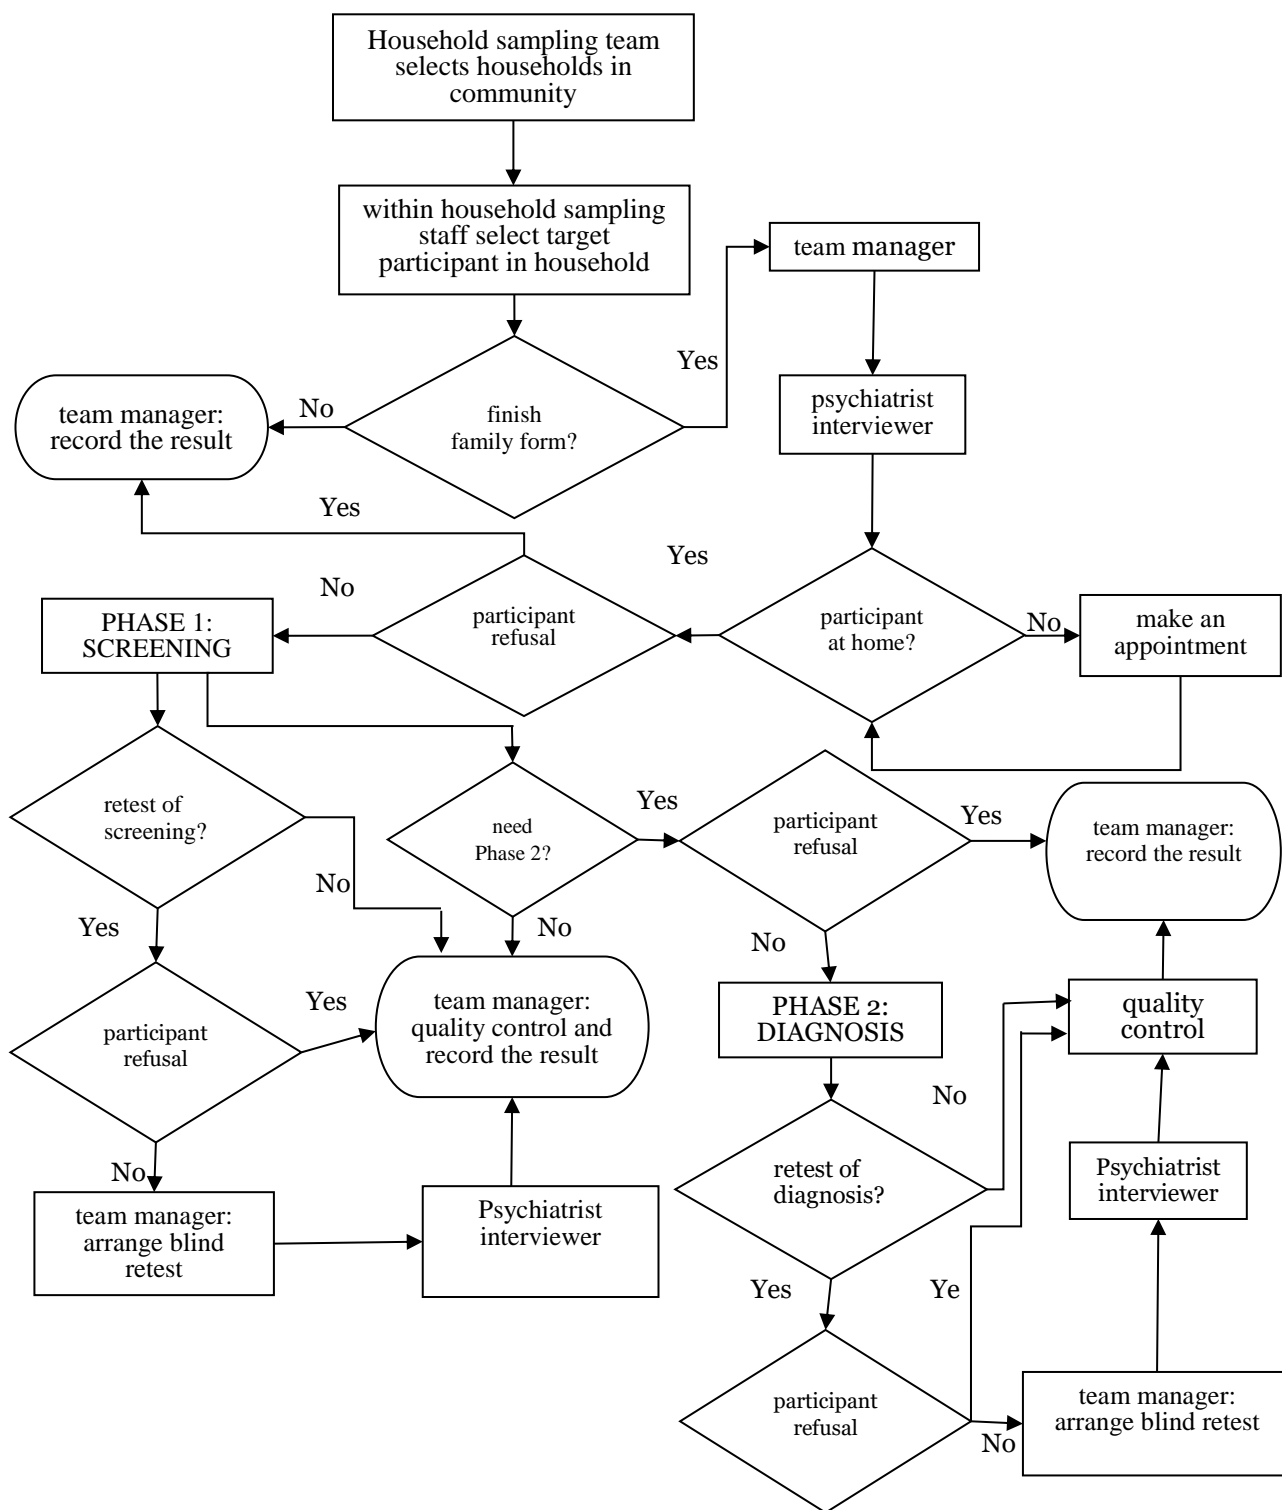 Household sampling team
selects households in
community
within household sampling
staff select target
participant in household
team manager
Yes
psychiatrist
interviewer
team manager:
record the result
No
finish
family form?
Yes
Yes
No
participant
refusal
participant
at home?
No
make an
appointment
PHASE 1:
SCREENING
retest of
screening?
need
Phase 2?
Yes
participant
refusal
Yes
team manager:
record the result
No
Yes
No
No
participant
refusal
Yes
team manager:
quality control and
record the result
PHASE 2:
DIAGNOSIS
quality
control
No
No
team manager:
arrange blind
retest
Psychiatrist
interviewer
retest of
diagnosis?
Psychiatrist
interviewer
Yes
Ye
participant
refusal
No
team manager:
arrange blind retest